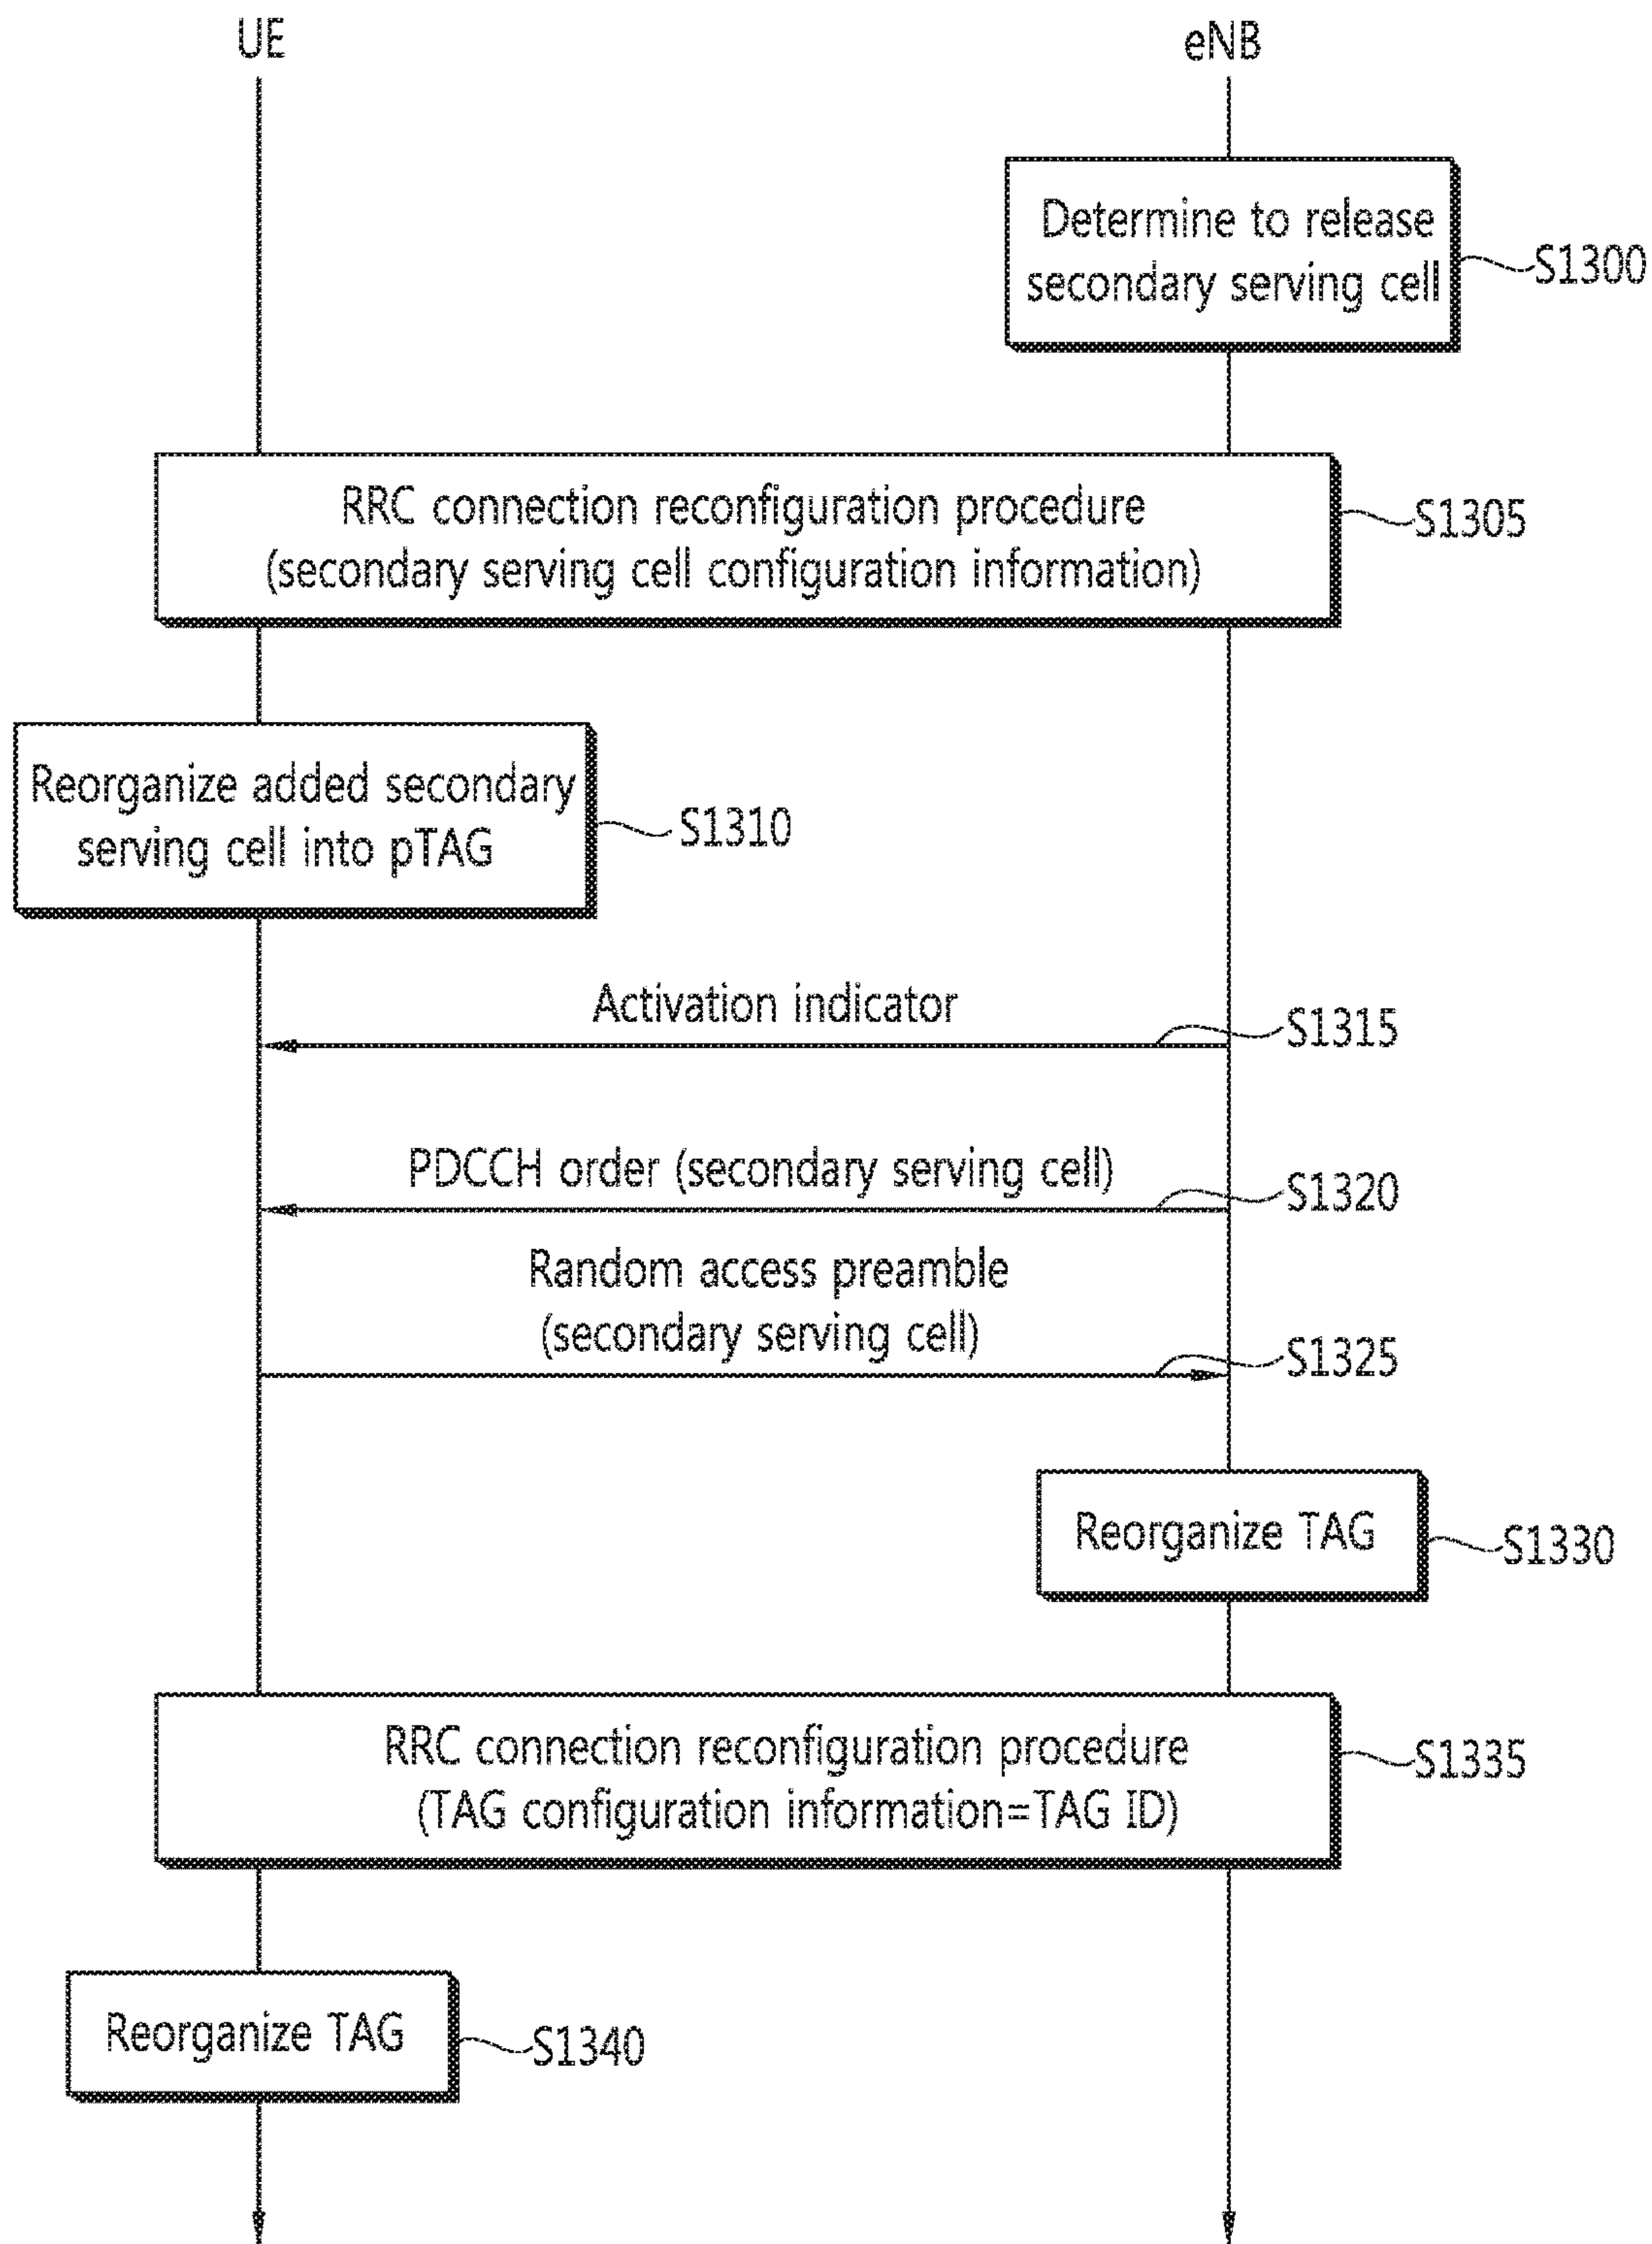 UE
eNB
Determine to release
secondary serving cell
S1300
RRC connection reconfiguration procedure
(secondary serving cell configuration information)
S1305
Reorganize added secondary
serving cell into pTAG
S1310
Activation indicator
S1315
PDCCH order (secondary serving cell)
S1320
Random access preamble
(secondary serving cell)
S1325
Reorganize TAG
S1330
RRC connection reconfiguration procedure
(TAG configuration information=TAG ID)
S1335
Reorganize TAG
S1340